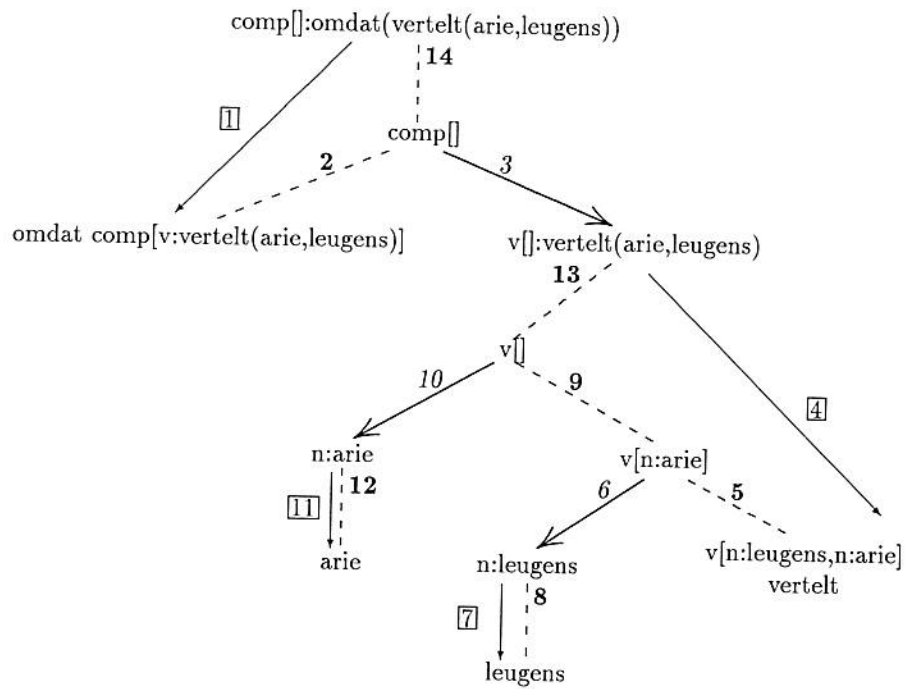 comp[]:omdat(vertelt(arie,leugens))
14
1
comp[]
2
3
omdat comp[v:vertelt(arie,leugens)]
v[]:vertelt(arie,leugens)
13
v[]
10
9
4
n:arie
v[n:arie]
12
6
5
11
arie
n:leugens
v[n:leugens,n:arie]
vertelt
8
7
leugens